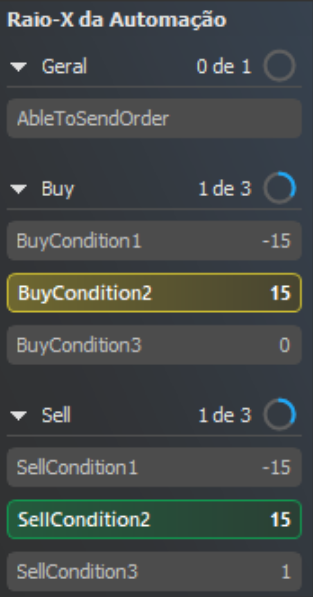 Raio-X da Automação
Geral 0 de 1
AbleToSendOrder
Buy 1 de 3
BuyCondition1 -15
BuyCondition2 15
BuyCondition3 0
Sell 1 de 3
SellCondition1 -15
SellCondition2 15
SellCondition3 1